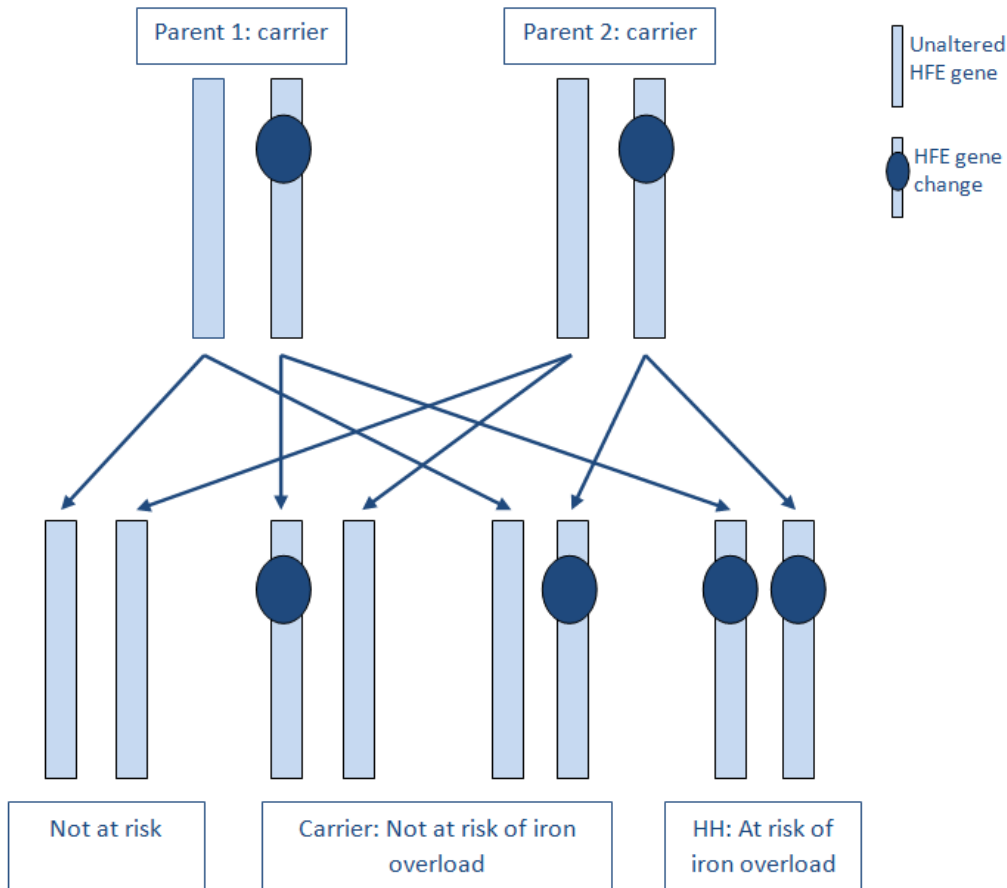 Parent 1: carrier
Parent 2: carrier
Unaltered
HFE gene
HFE gene
change
Not at risk
Carrier: Not at risk of iron
overload
HH: At risk of
iron overload